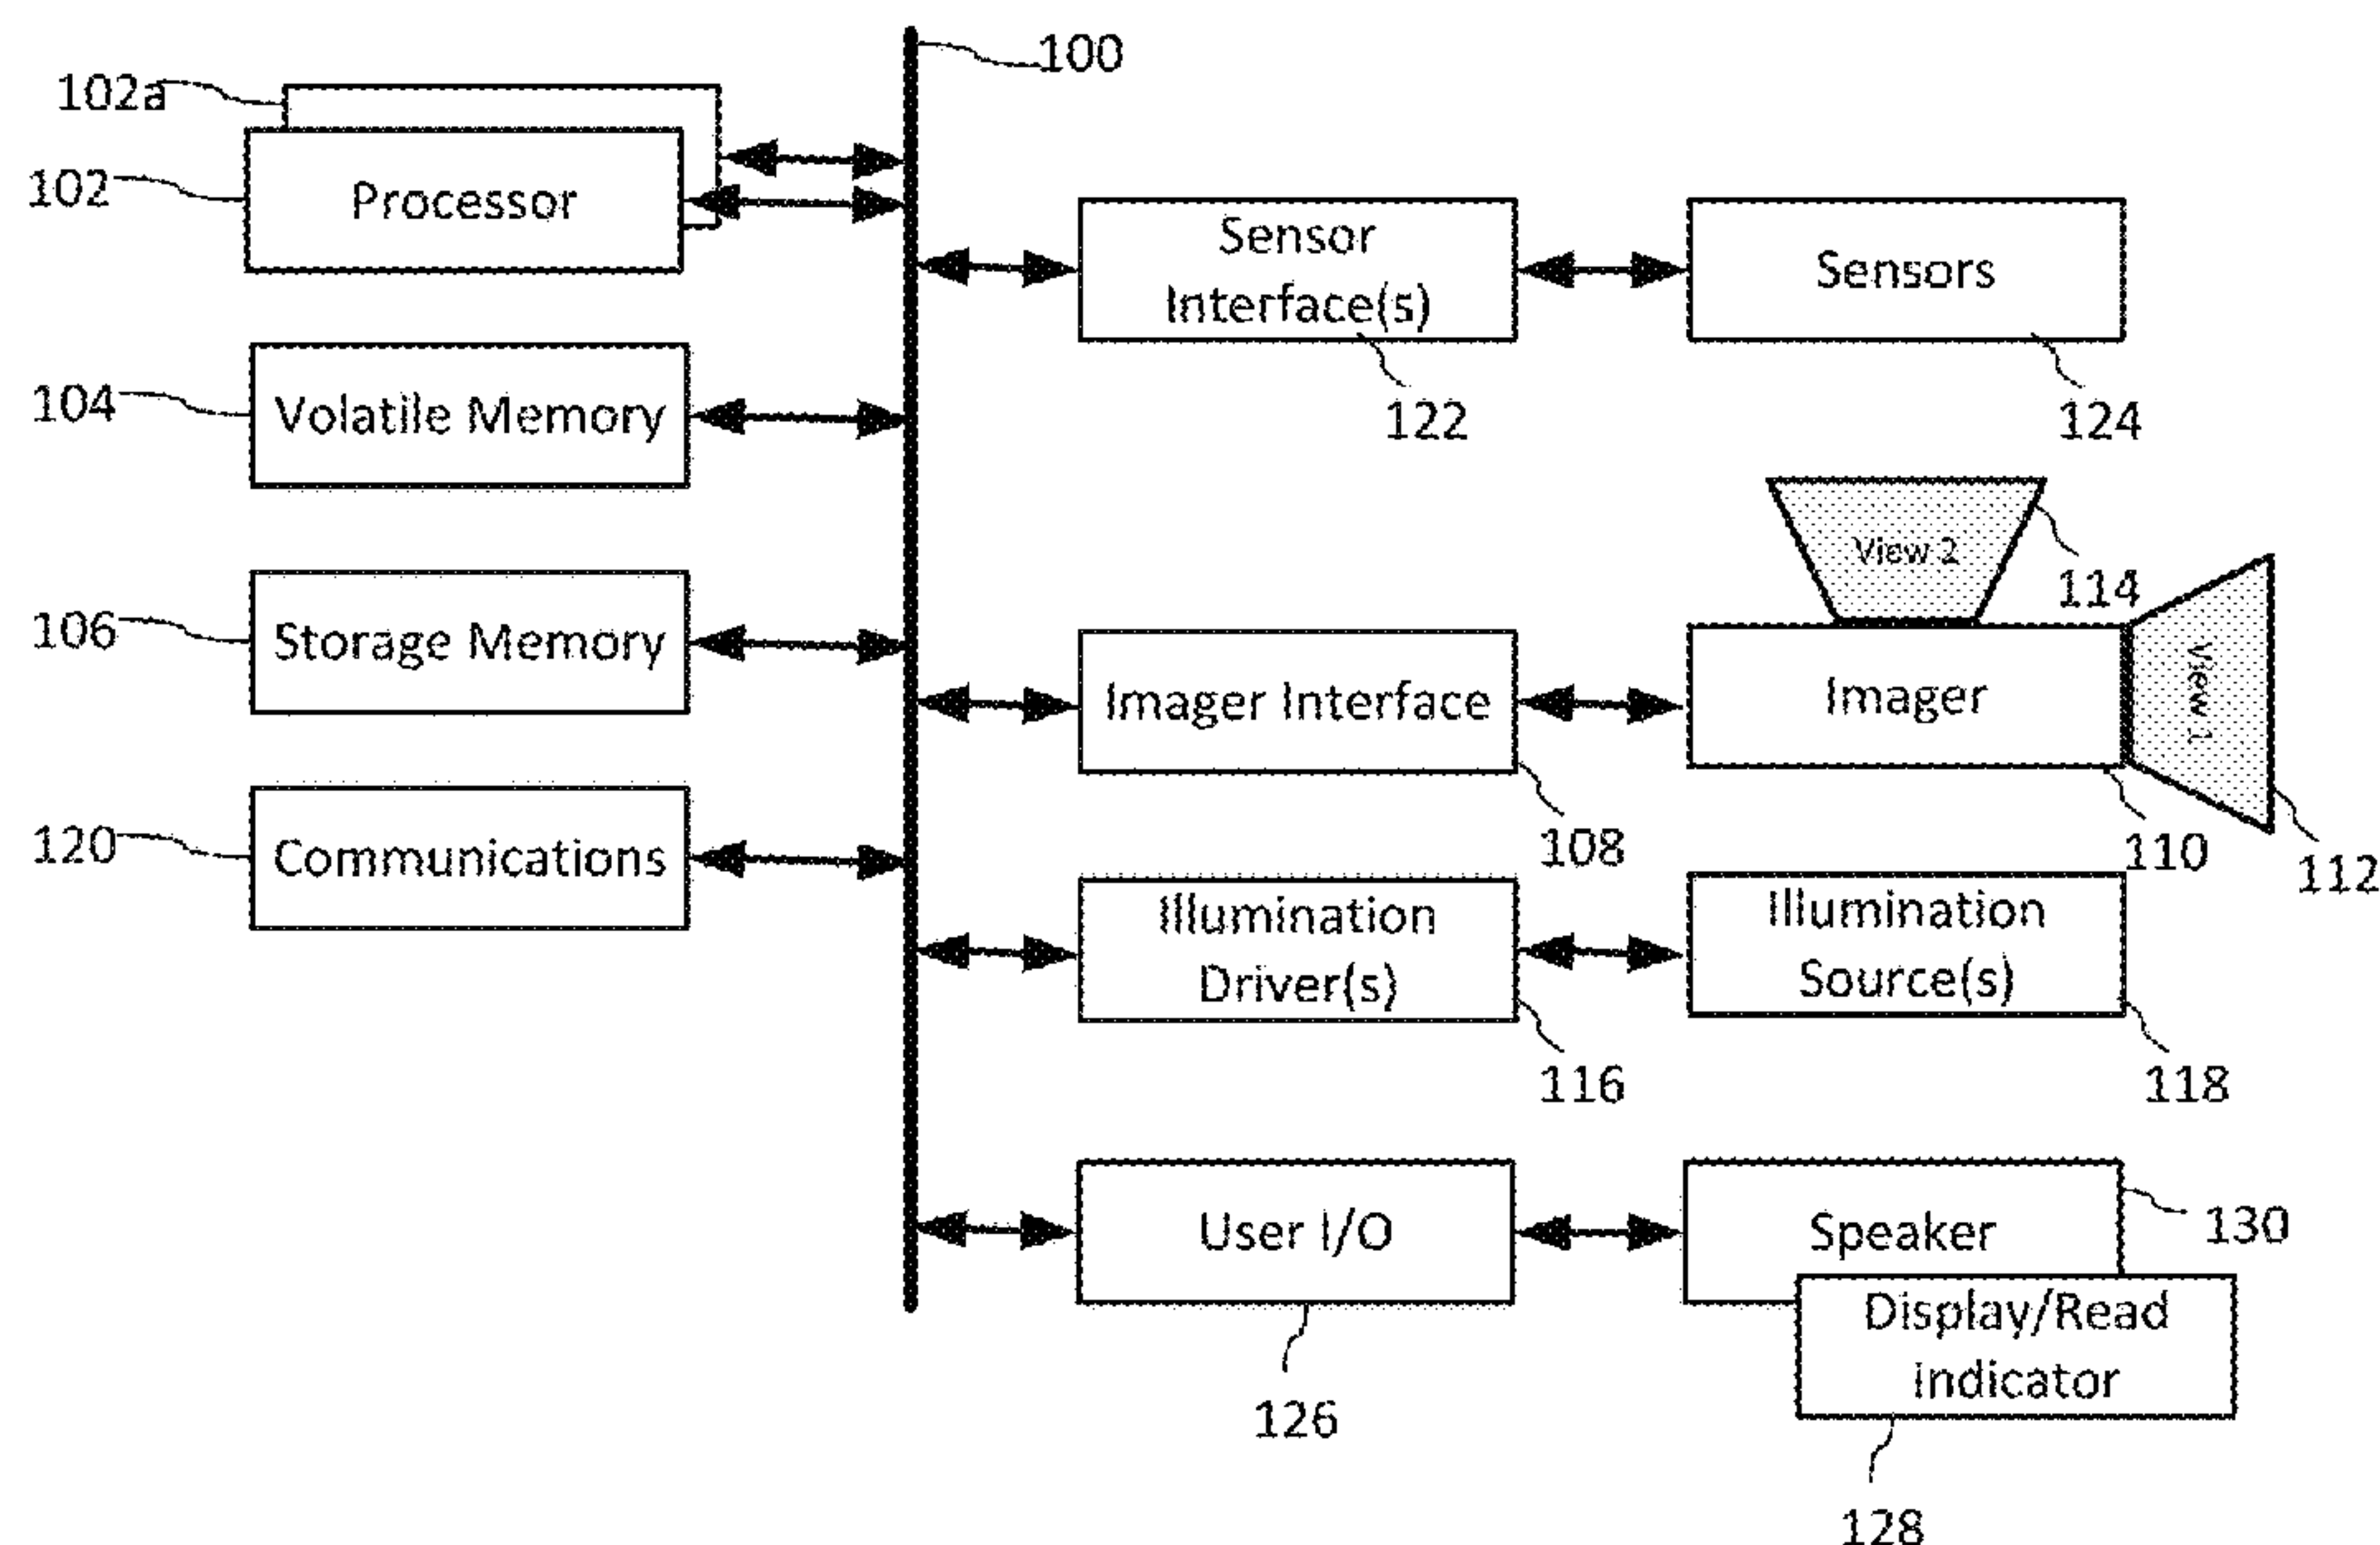 100
102a
102
Processor
Sensor
Interface(s)
122
Sensors
124
104
Volatile Memory
View 2
114
106
Storage Memory
Imager Interface
108
Imager
110
View 1
112
120
Communications
Illumination
Driver(s)
116
Illumination
Source(s)
118
User I/O
126
Speaker
130
Display/Read
Indicator
128